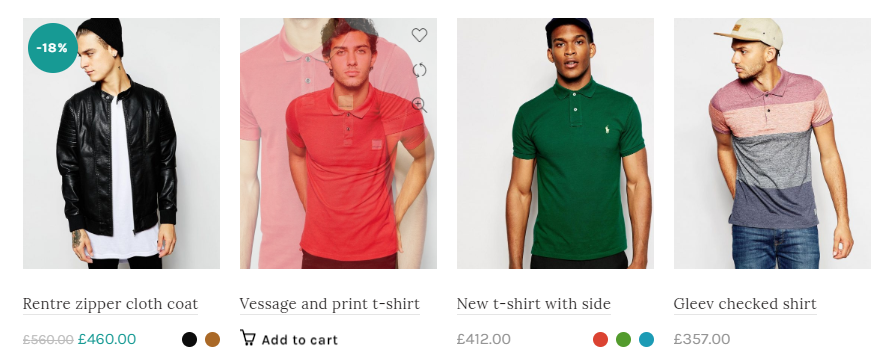 -18%
Rentre zipper cloth coat
£560.00 £460.00
Vessage and print t-shirt
Add to cart
New t-shirt with side
£412.00
Gleev checked shirt
£357.00